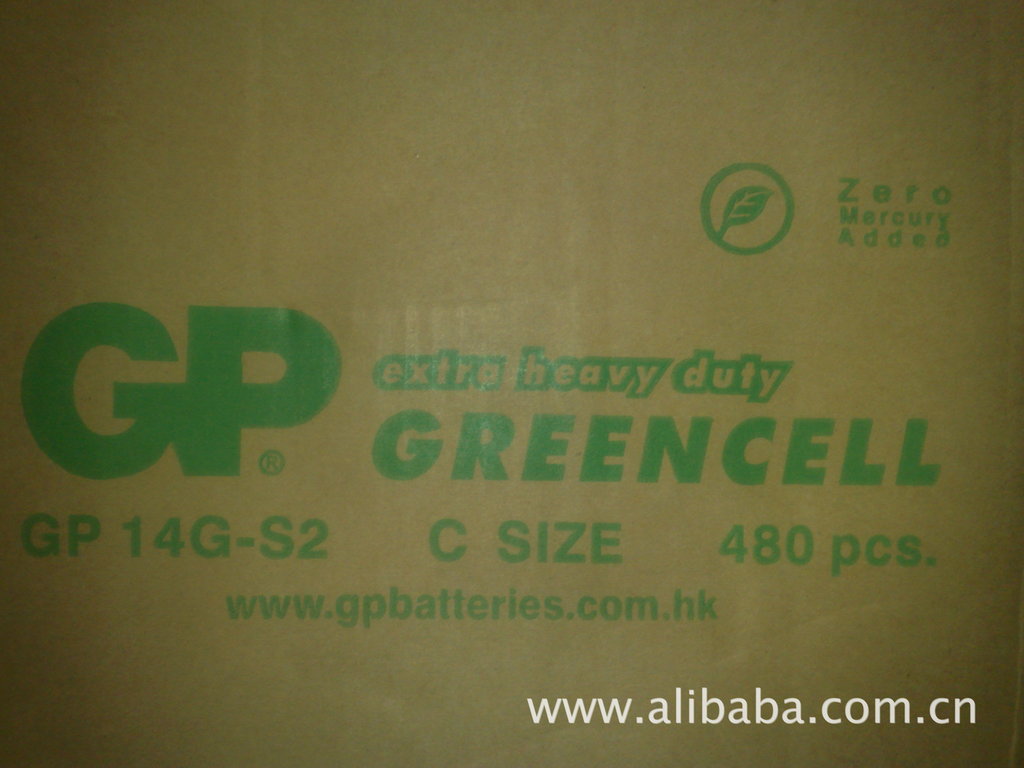 Zero
Mercury
Added
GP®
extra heavy duty
GREENCELL
GP 14G-S2 C SIZE 480 pcs.
www.gpbatteries.com.hk
www.alibaba.com.cn